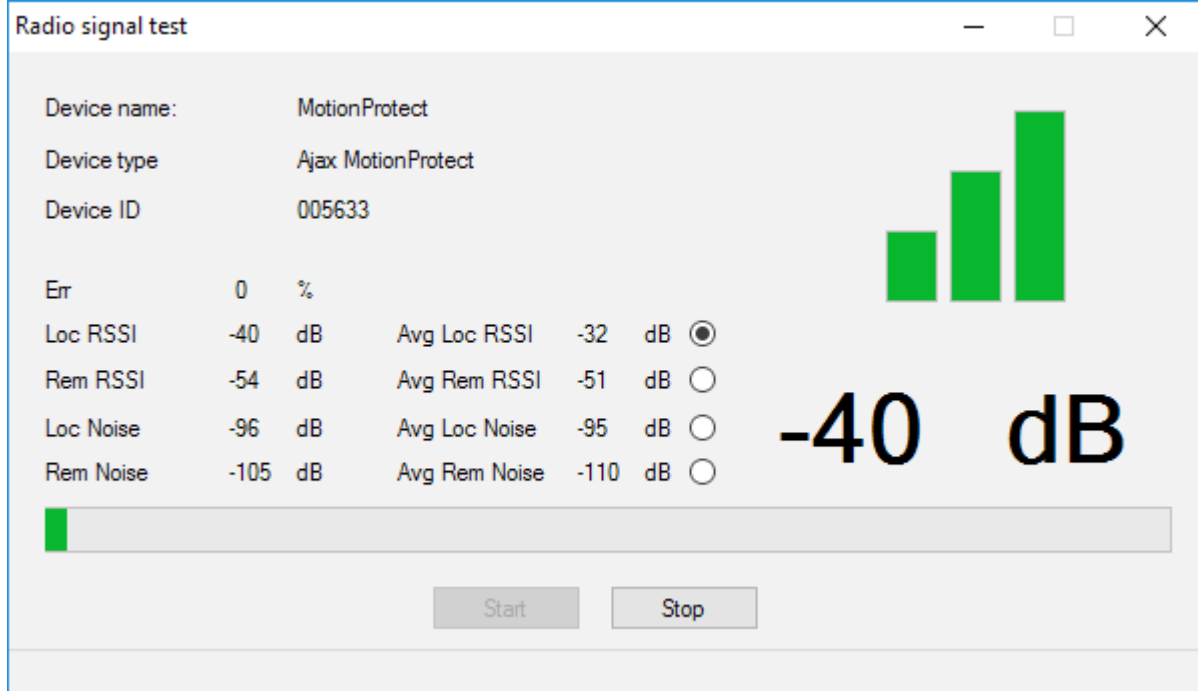 Radio signal test
Device name: MotionProtect
Device type Ajax MotionProtect
Device ID 005633
Err 0 %
Loc RSSI -40 dB Avg Loc RSSI -32 dB
Rem RSSI -54 dB Avg Rem RSSI -51 dB
Loc Noise -96 dB Avg Loc Noise -95 dB
Rem Noise -105 dB Avg Rem Noise -110 dB
-40 dB
Start Stop